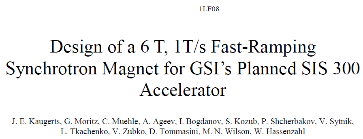 1LF08
Design of a 6 T, 1T/s Fast-Ramping
Synchrotron Magnet for GSI's Planned SIS 300
Accelerator
J. E. Kaugerts, G. Moritz, C. Muehle, A. Ageev, I. Bogdanov, S. Kozub, P. Shcherbakov, V. Sytnik,
L. Tkachenko, V. Zubko, D. Tommasini, M. N. Wilson, W. Hassenzahl